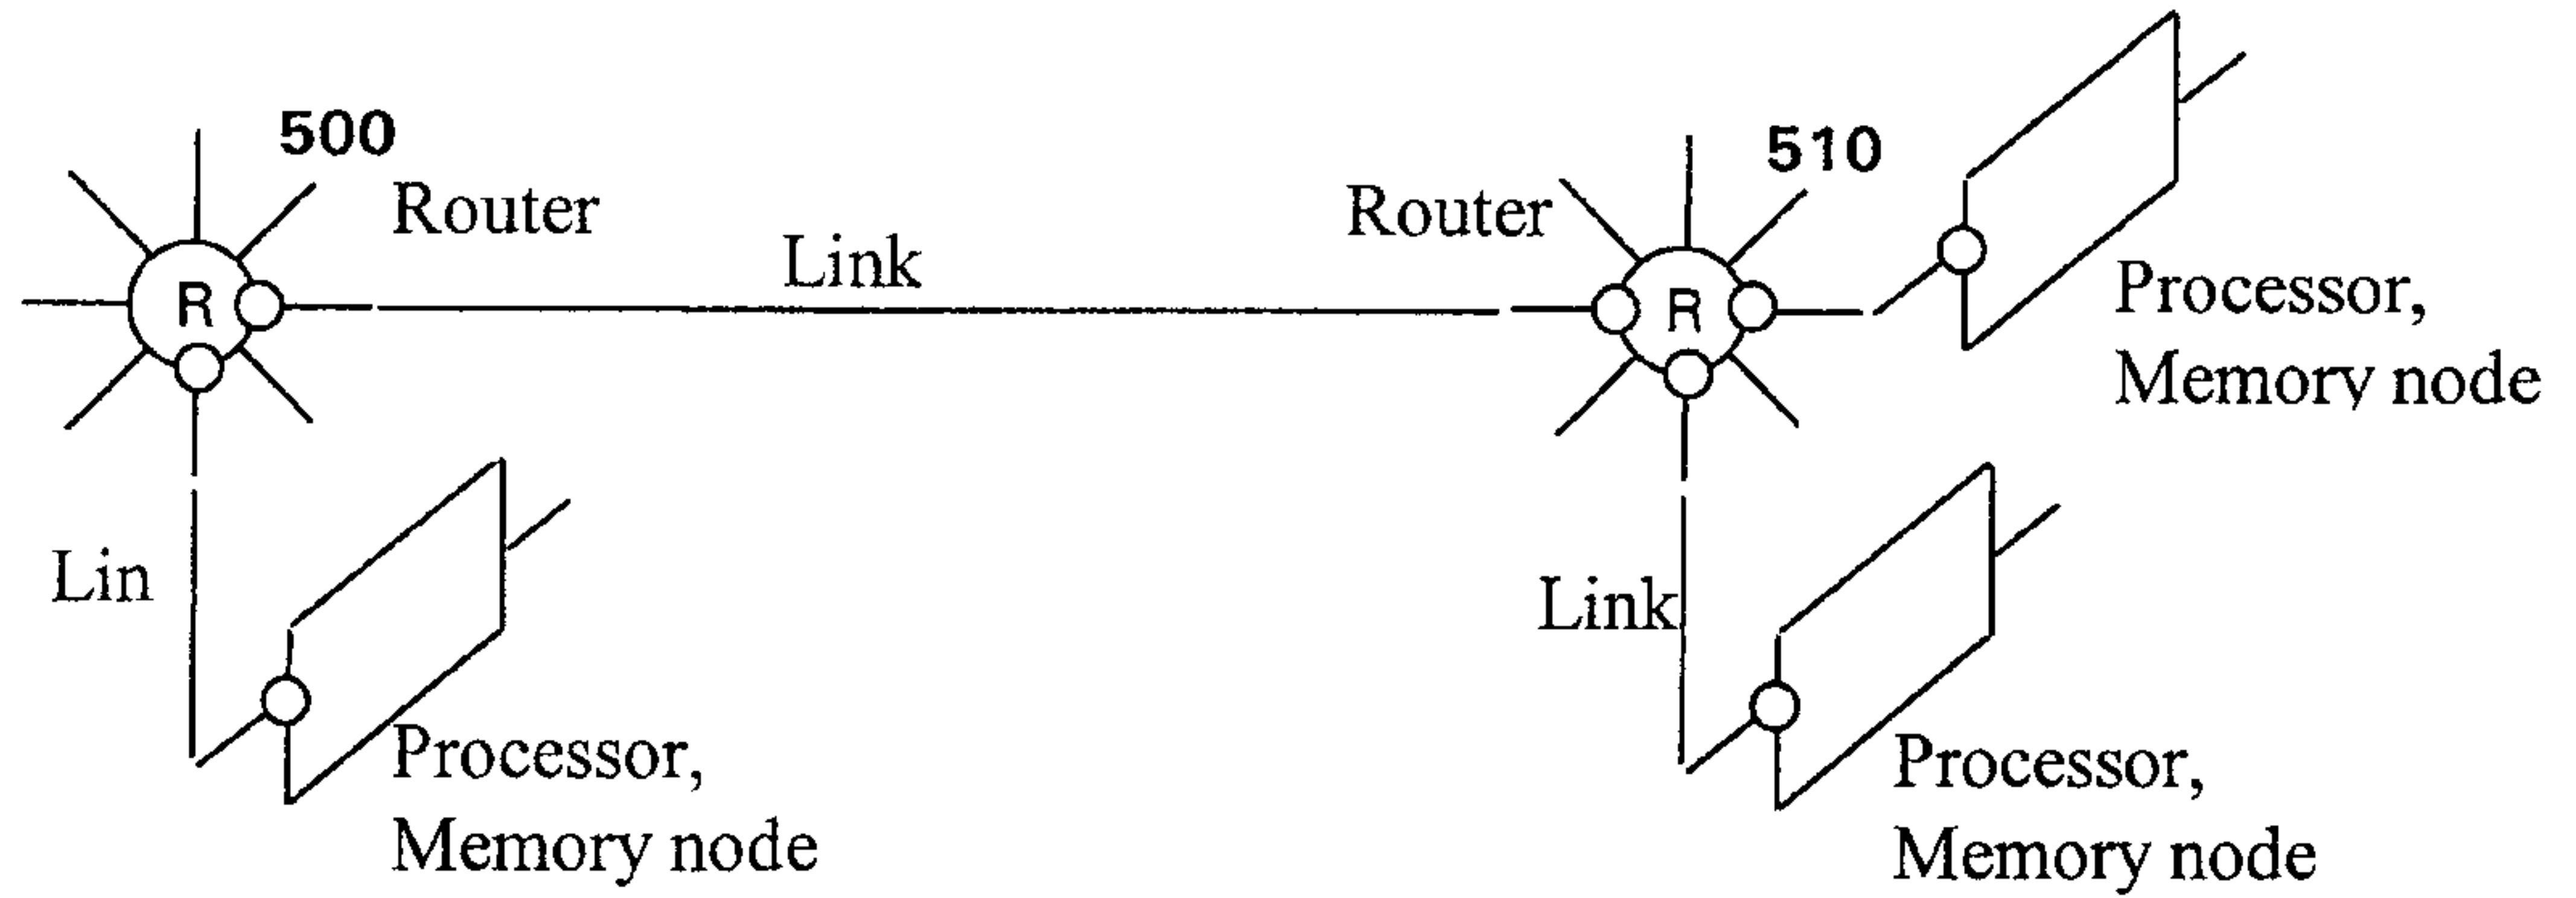 500
Router
Link
Router
510
R
R
Processor,
Memory node
Lin
Link
Processor,
Memory node
Processor,
Memory node